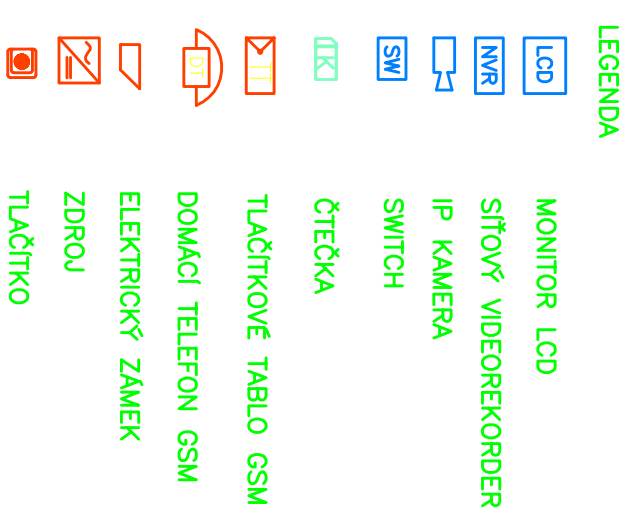 LEGENDA
LCD MONITOR LCD
NVR SÍŤOVÝ VIDEOREKORDER
IP KAMERA
SW SWITCH
K ČTEČKA
TT TLAČÍTKOVÉ TABLO GSM
DT DOMÁCÍ TELEFON GSM
ELEKTRICKÝ ZÁMEK
ZDROJ
TLAČÍTKO